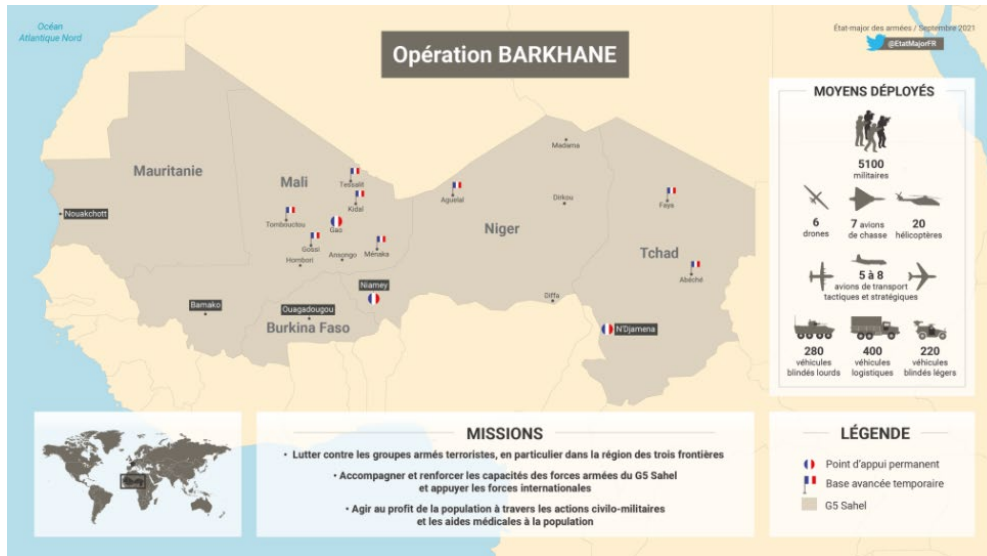 Océan
Atlantique Nord
Opération BARKHANE
État-major des armées / Septembre 2021
@EtatMajorFR
Mauritanie
Nouakchott
Mali
Tessalit
Kidal
Tombouctou
Gao
Gossi
Hombori
Ansongo
Ménaka
Bamako
Niamey
Ouagadougou
Burkina Faso
Aguelal
Niger
Madama
Dirkou
Diffa
Faya
Tchad
Abéché
N'Djamena
MOYENS DÉPLOYÉS
5100
militaires
6
drones
7 avions
de chasse
20
hélicoptères
5 à 8
avions de transport
tactiques et stratégiques
280
véhicules
blindés lourds
400
véhicules
logistiques
220
véhicules
blindés légers
MISSIONS
• Lutter contre les groupes armés terroristes, en particulier dans la région des trois frontières
• Accompagner et renforcer les capacités des forces armées du G5 Sahel
et appuyer les forces internationales
• Agir au profit de la population à travers les actions civilo-militaires
et les aides médicales à la population
LÉGENDE
Point d'appui permanent
Base avancée temporaire
G5 Sahel